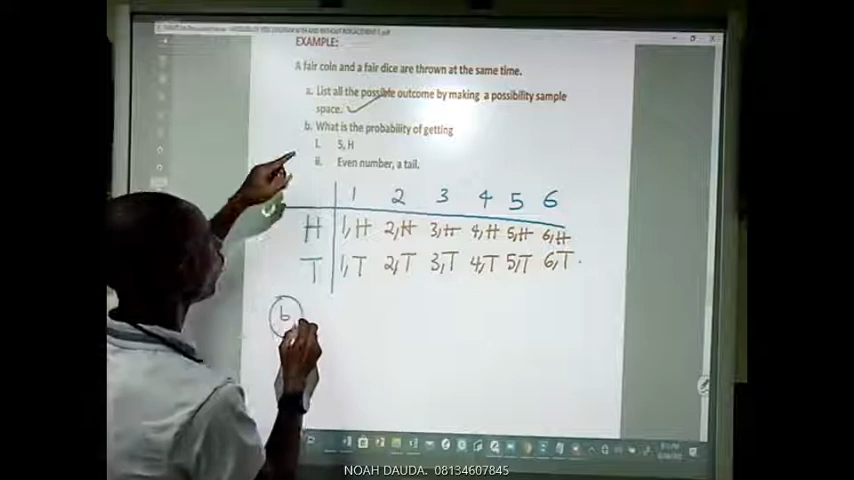 EXAMPLE:
A fair coin and a fair dice are thrown at the same time.
a. List all the possible outcome by making a possibility sample
space.
b. What is the probability of getting
i. 5, H
ii. Even number, a tail.
1 2 3 4 5 6
H 1,H 2,H 3,H 4,H 5,H 6,H
T 1,T 2,T 3,T 4,T 5,T 6,T .
b
NOAH DAUDA. 08134607845